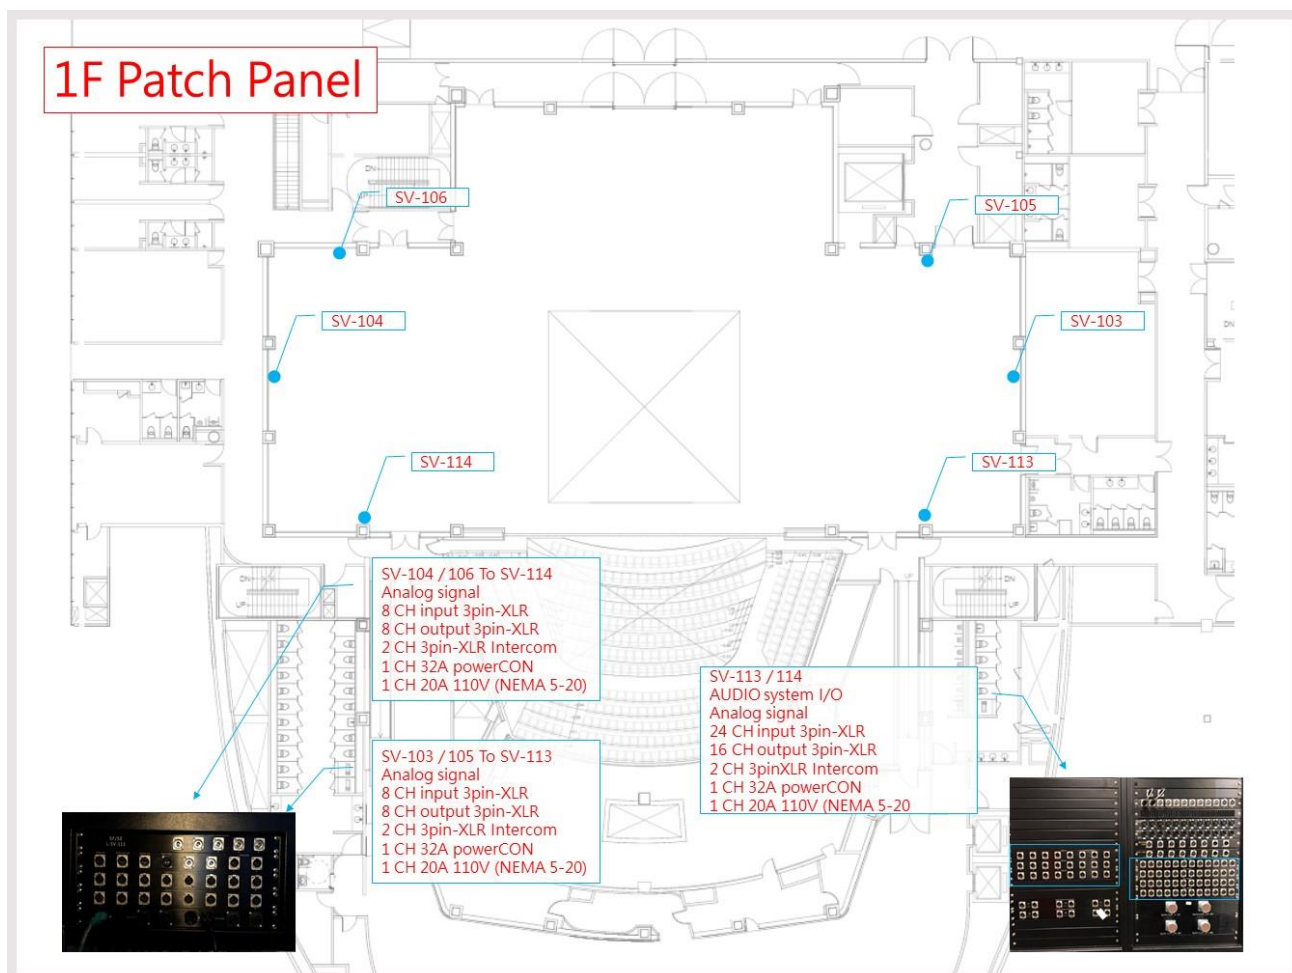 1F Patch Panel
SV-106
SV-105
SV-104
SV-103
SV-114
SV-113
SV-104 / 106 To SV-114
Analog signal
8 CH input 3pin-XLR
8 CH output 3pin-XLR
2 CH 3pin-XLR Intercom
1 CH 32A powerCON
1 CH 20A 110V (NEMA 5-20)
SV-113 / 114
AUDIO system I/O
Analog signal
24 CH input 3pin-XLR
16 CH output 3pin-XLR
2 CH 3pinXLR Intercom
1 CH 32A powerCON
1 CH 20A 110V (NEMA 5-20
SV-103 / 105 To SV-113
Analog signal
8 CH input 3pin-XLR
8 CH output 3pin-XLR
2 CH 3pin-XLR Intercom
1 CH 32A powerCON
1 CH 20A 110V (NEMA 5-20)